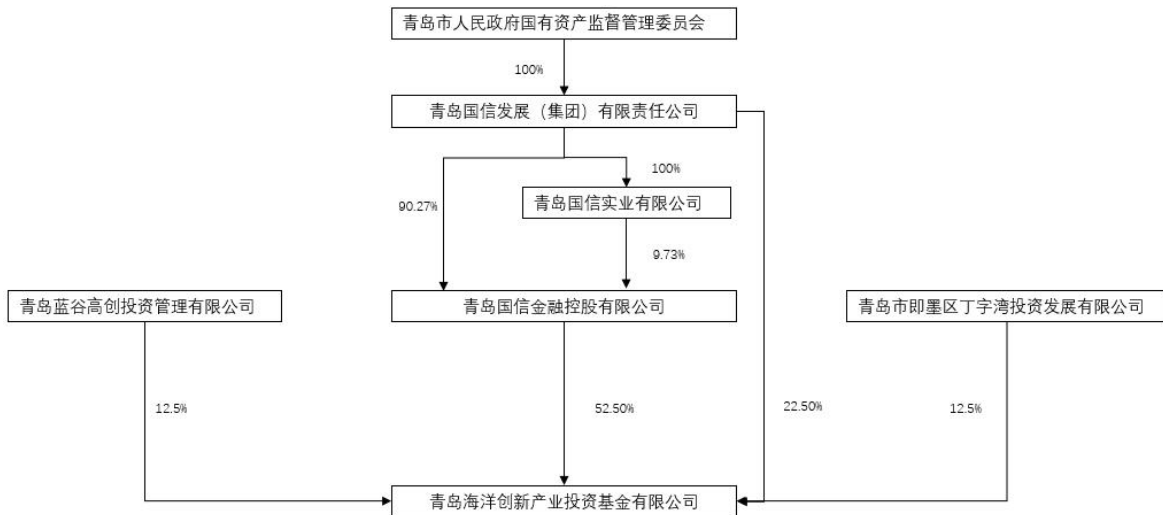 青岛市人民政府国有资产监督管理委员会
100%
青岛国信发展（集团）有限责任公司
100%
90.27%
青岛国信实业有限公司
9.73%
青岛蓝谷高创投资管理有限公司
青岛国信金融控股有限公司
青岛市即墨区丁字湾投资发展有限公司
12.5%
52.50%
22.50%
12.5%
青岛海洋创新产业投资基金有限公司